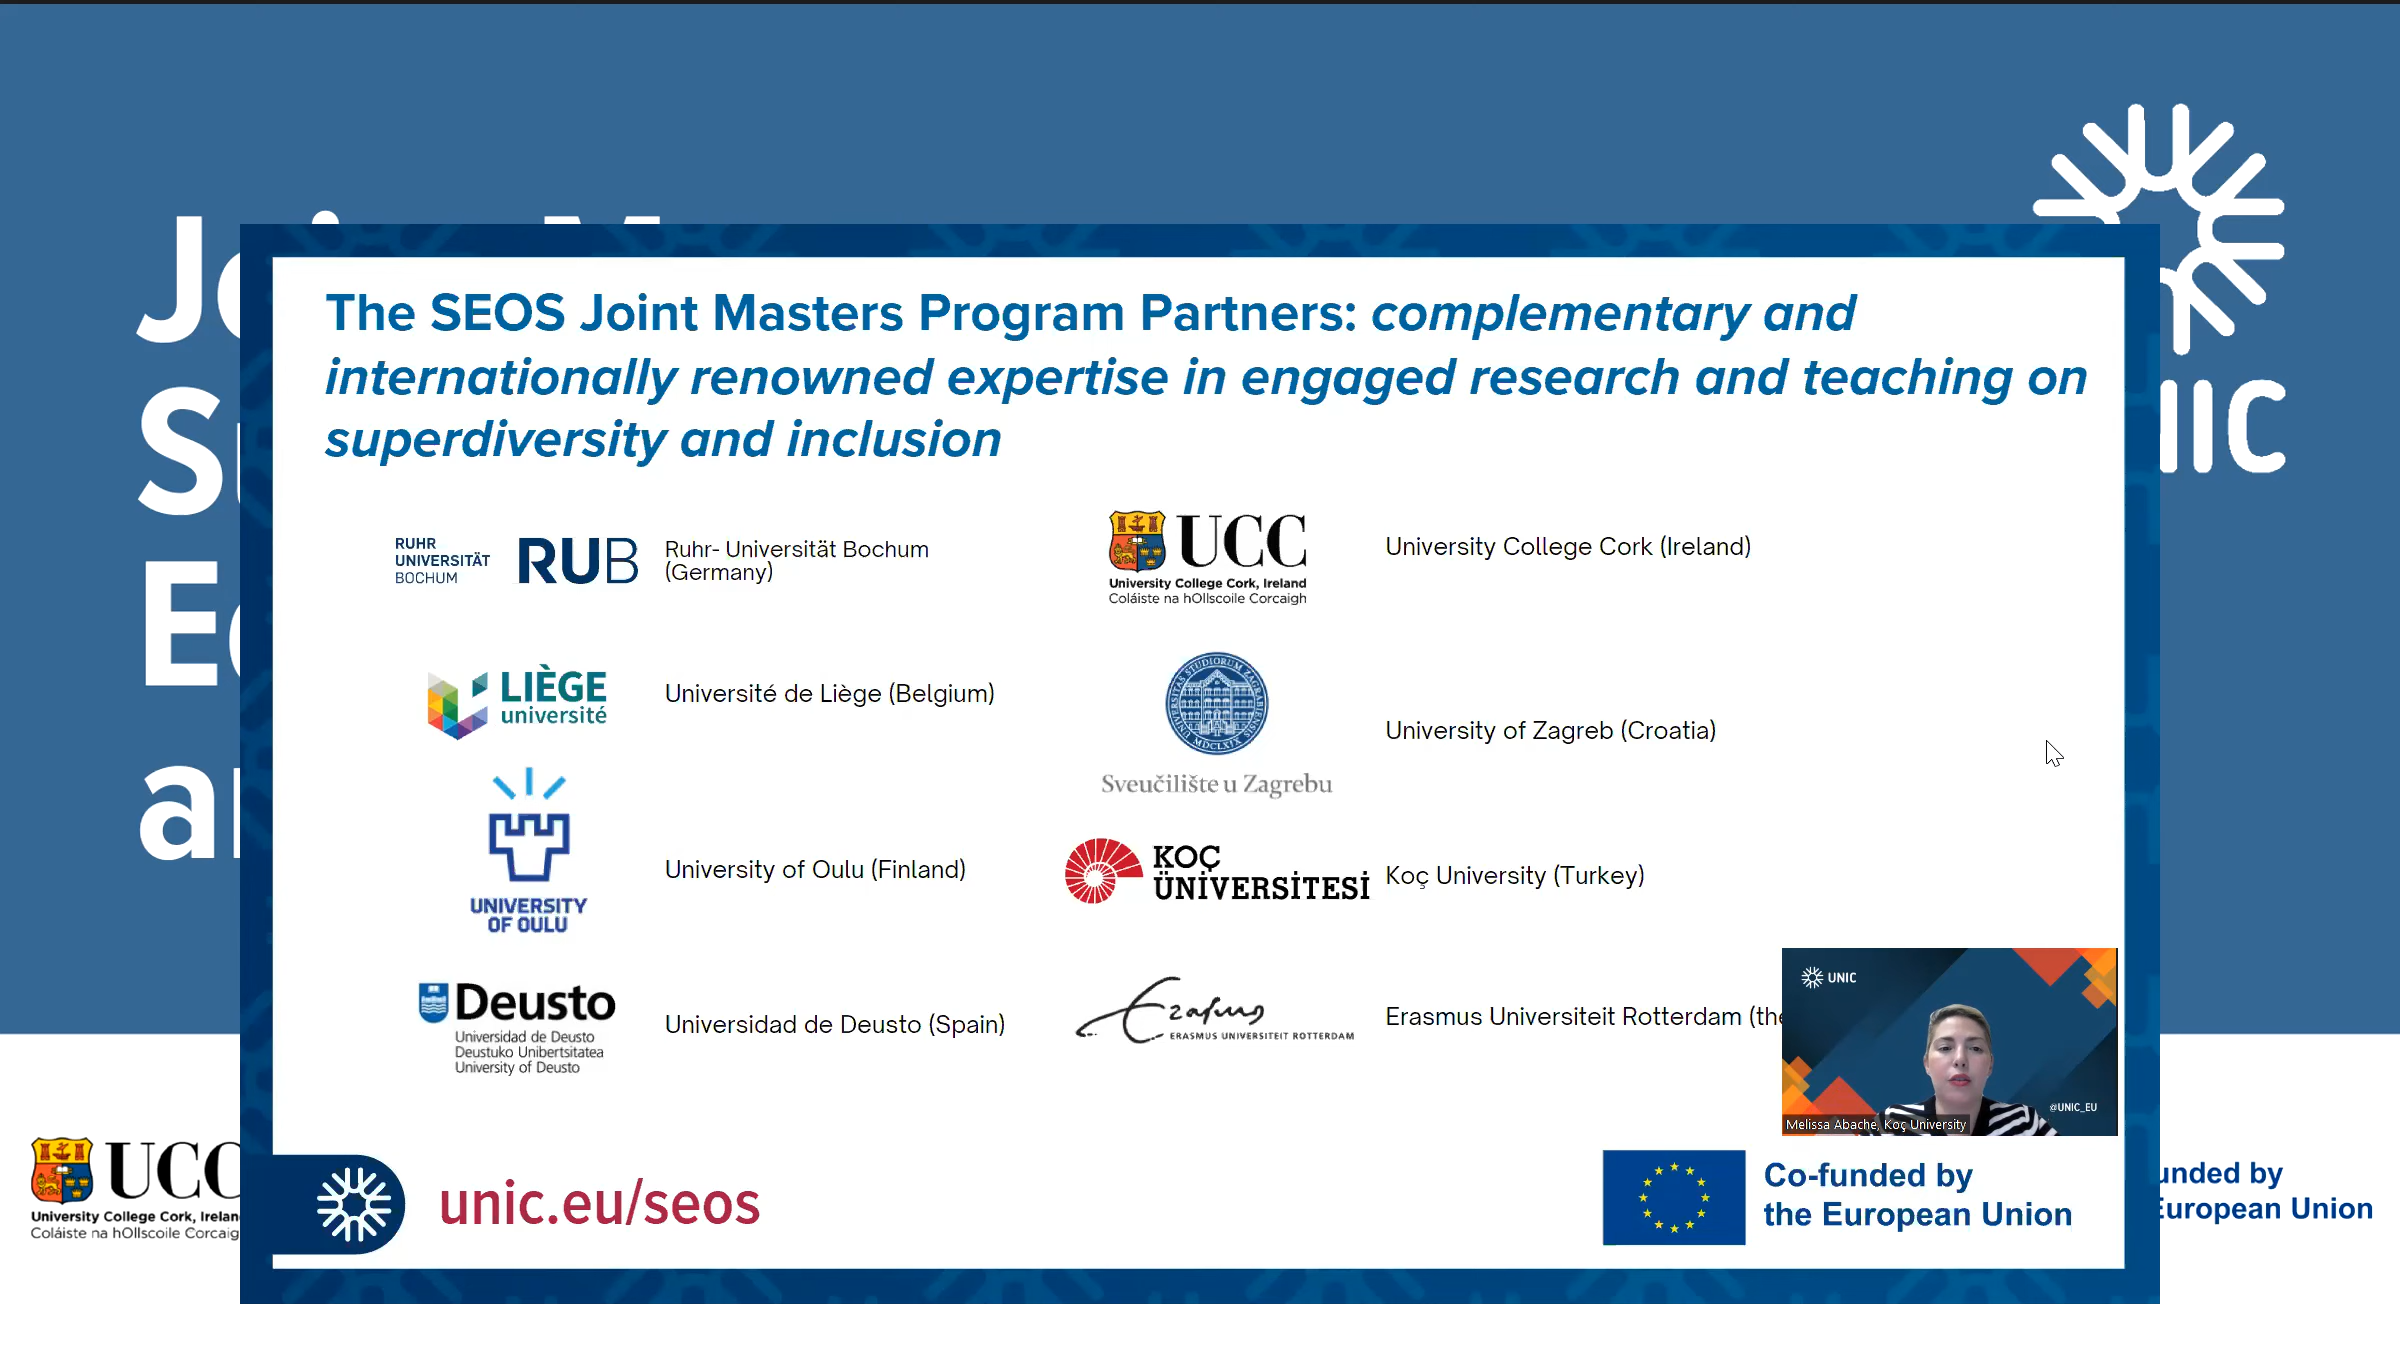 The SEOS Joint Masters Program Partners: complementary and
internationally renowned expertise in engaged research and teaching on
superdiversity and inclusion
RUHR
UNIVERSITÄT
BOCHUM
RUB
Ruhr- Universität Bochum
(Germany)
UCC
University College Cork, Ireland
Coláiste na hOllscoile Corcaigh
University College Cork (Ireland)
LIÈGE
université
Université de Liège (Belgium)
Sveučilište u Zagrebu
University of Zagreb (Croatia)
UNIVERSITY
OF OULU
University of Oulu (Finland)
KOÇ
ÜNİVERSİTESİ
Koç University (Turkey)
Deusto
Universidad de Deusto
Deustuko Unibertsitatea
University of Deusto
Universidad de Deusto (Spain)
Erasmus
ERASMUS UNIVERSITEIT ROTTERDAM
Erasmus Universiteit Rotterdam
UNIC
@UNIC_EU
Melissa Abache, Koç University
unic.eu/seos
Co-funded by
the European Union
UCC
University College Cork,
Coláiste na hOllscoile
by
European Union